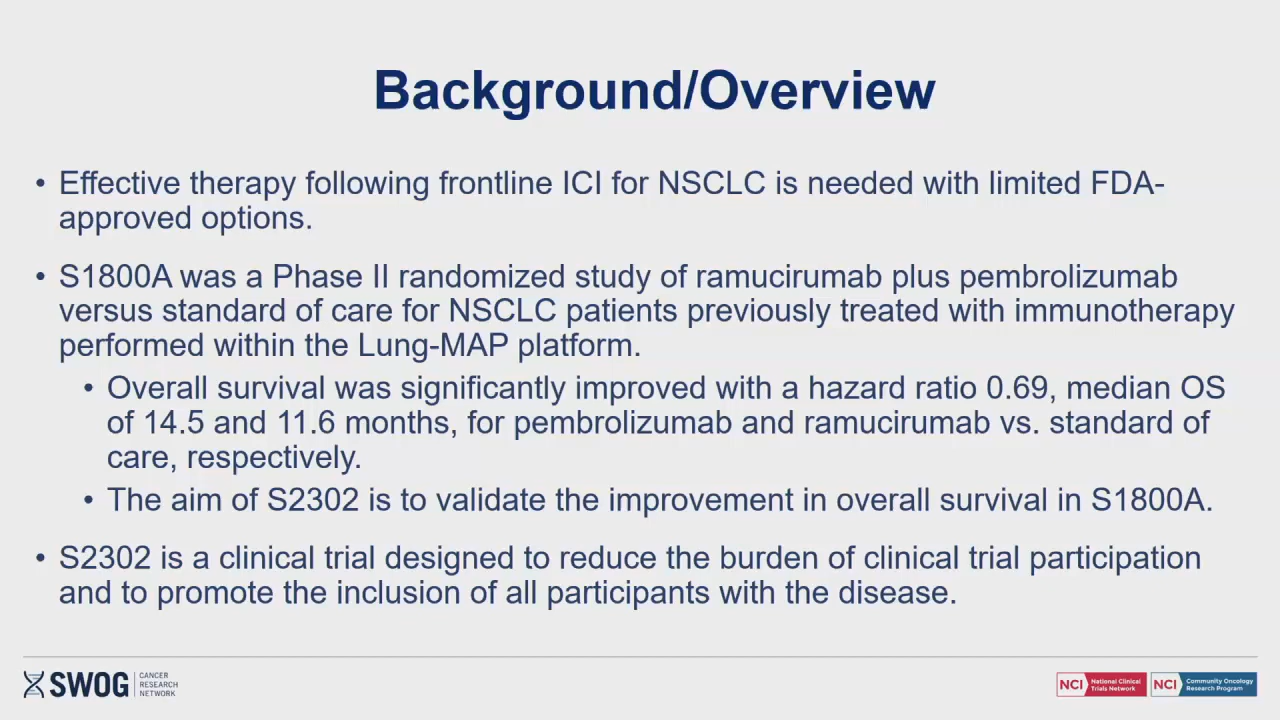 Background/Overview
• Effective therapy following frontline ICI for NSCLC is needed with limited FDA-
approved options.
• S1800A was a Phase II randomized study of ramucirumab plus pembrolizumab
versus standard of care for NSCLC patients previously treated with immunotherapy
performed within the Lung-MAP platform.
• Overall survival was significantly improved with a hazard ratio 0.69, median OS
of 14.5 and 11.6 months, for pembrolizumab and ramucirumab vs. standard of
care, respectively.
• The aim of S2302 is to validate the improvement in overall survival in S1800A.
• S2302 is a clinical trial designed to reduce the burden of clinical trial participation
and to promote the inclusion of all participants with the disease.
SWOG
CANCER
RESEARCH
NETWORK
NCI
National Clinical
Trials Network
NCI
Community Oncology
Research Program